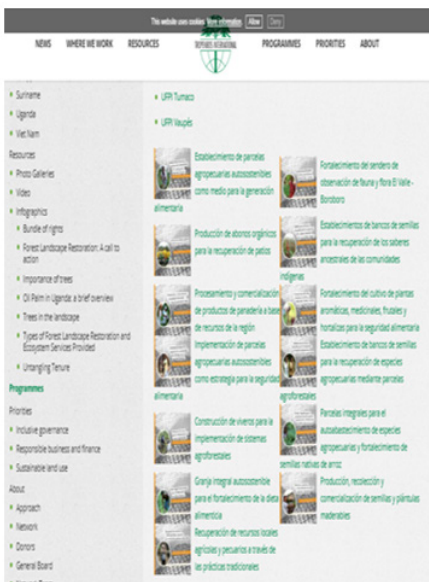 This website uses cookies More information Allow Deny
NEWS WHERE WE WORK RESOURCES TROPENBOS INTERNATIONAL PROGRAMMES PRIORITIES ABOUT
Suriname
Uganda
Viet Nam
Resources
Photo Galleries
Video
Infographics
Bundle of rights
Forest Landscape Restoration: A call to
action
Importance of trees
Oil Palm in Uganda: a brief overview
Trees in the landscape
Types of Forest Landscape Restoration and
Ecosystem Services Provided
Untangling Tenure
Programmes
Priorities
Inclusive governance
Responsible business and finance
Sustainable land use
About
Approach
Network
Donors
General Board
UFPI Tumaco
UFPI Vaupés
Establecimiento de parcelas
agropecuarias autosostenibles
como medio para la generación
alimentaria
Fortalecimiento del sendero de
observación de fauna y flora El Valle -
Boroboro
Producción de abonos orgánicos
para la recuperación de patios
Establecimientos de bancos de semillas
para la recuperación de los saberes
ancestrales de las comunidades
indígenas
Procesamiento y comercialización
de productos de panadería a base
de recursos de la región
Fortalecimiento del cultivo de plantas
aromáticas, medicinales, frutales y
hortalizas para la seguridad alimentaria
Implementación de parcelas
agropecuarias autosostenibles
como estrategia para la seguridad
alimentaria
Establecimiento de bancos de semillas
para la recuperación de especies
agropecuarias mediante parcelas
agroforestales
Construcción de viveros para la
implementación de sistemas
agroforestales
Parcelas integrales para el
autoabastecimiento de especies
agropecuarias y fortalecimiento de
semillas nativas de arroz
Granja integral autosostenible
para el fortalecimiento de la dieta
alimenticia
Producción, recolección y
comercialización de semillas y plántulas
maderables
Recuperación de recursos locales
agrícolas y pecuarios a través de
las prácticas tradicionales